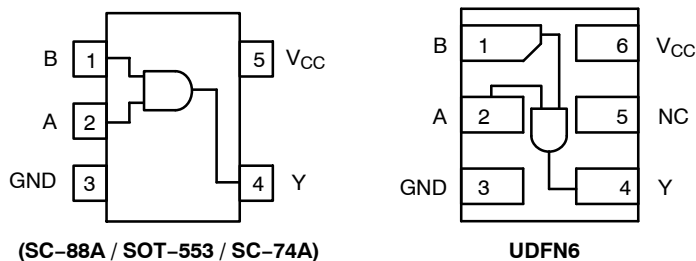 B 1 5 VCC
A 2
GND 3 4 Y
(SC–88A / SOT–553 / SC–74A)
B 1 6 VCC
A 2 5 NC
GND 3 4 Y
UDFN6